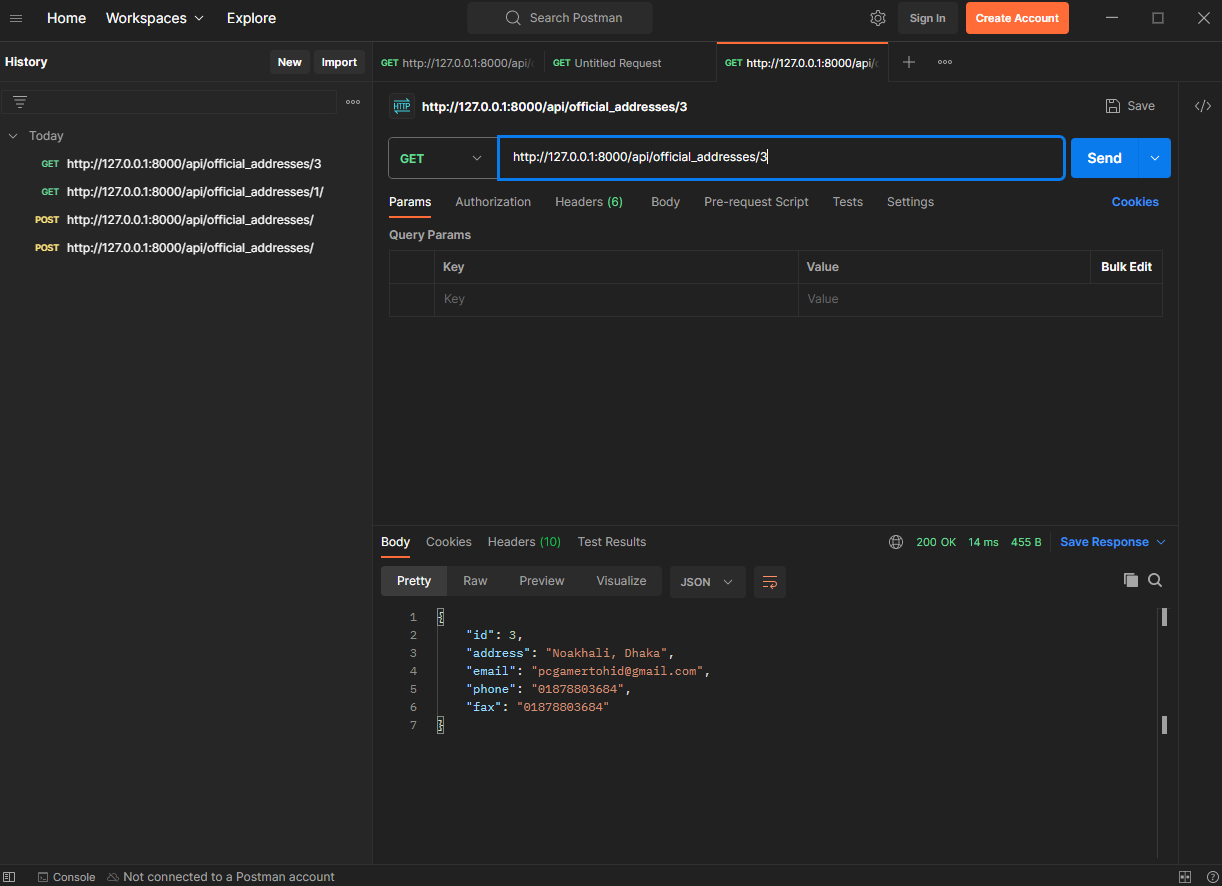 Home Workspaces Explore Search Postman Sign In Create Account
History New Import
GET http://127.0.0.1:8000/api/ GET Untitled Request GET http://127.0.0.1:8000/api/
Today
GET http://127.0.0.1:8000/api/official_addresses/3
GET http://127.0.0.1:8000/api/official_addresses/1/
POST http://127.0.0.1:8000/api/official_addresses/
POST http://127.0.0.1:8000/api/official_addresses/
HTTP http://127.0.0.1:8000/api/official_addresses/3 Save
GET http://127.0.0.1:8000/api/official_addresses/3 Send
Params Authorization Headers (6) Body Pre-request Script Tests Settings Cookies
Query Params
Key Value Bulk Edit
Key Value
Body Cookies Headers (10) Test Results 200 OK 14 ms 455 B Save Response
Pretty Raw Preview Visualize JSON
1 {
2 "id": 3,
3 "address": "Noakhali, Dhaka",
4 "email": "pcgamertohid@gmail.com",
5 "phone": "01878803684",
6 "fax": "01878803684"
7 }
Console Not connected to a Postman account